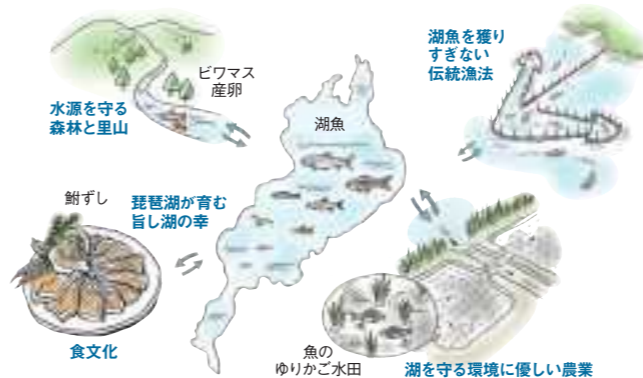 ビワマス
産卵
水源を守る
森林と里山
湖魚
湖魚を獲り
すぎない
伝統漁法
鮒ずし
琵琶湖が育む
旨し湖の幸
食文化
魚の
ゆりかご水田
湖を守る環境に優しい農業